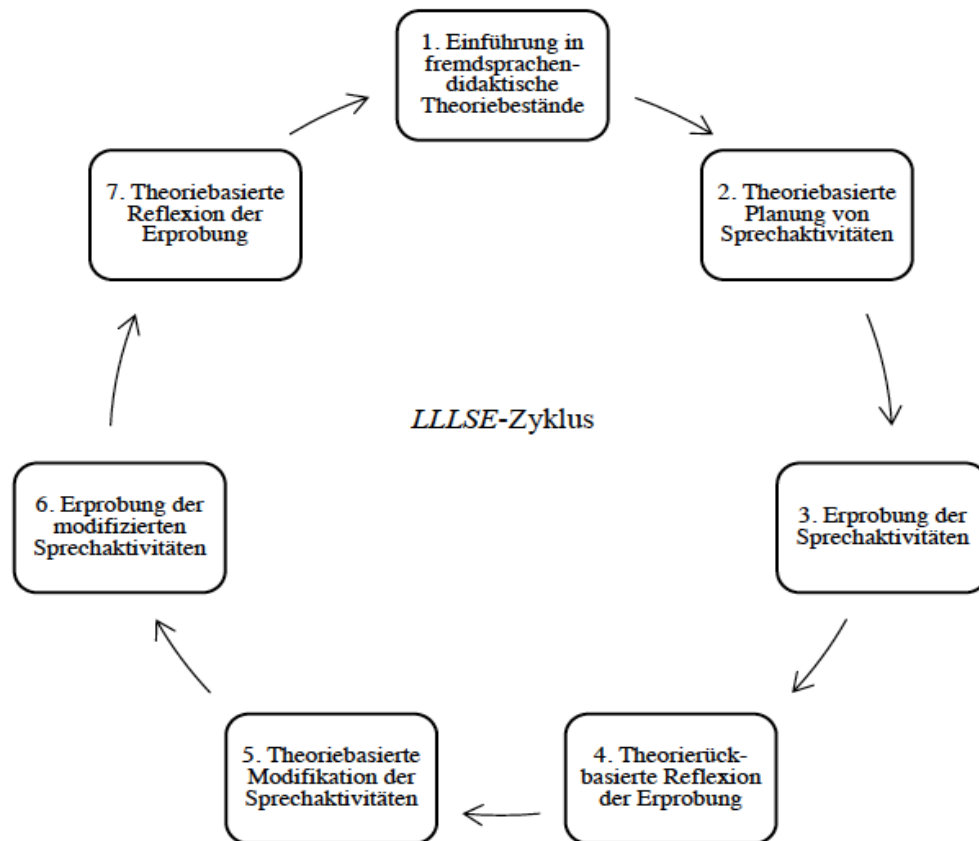 1. Einführung in
fremdsprachen-
didaktische
Theoriebestände
2. Theoriebasierte
Planung von
Sprechaktivitäten
3. Erprobung der
Sprechaktivitäten
4. Theorierück-
basierte Reflexion
der Erprobung
5. Theoriebasierte
Modifikation der
Sprechaktivitäten
6. Erprobung der
modifizierten
Sprechaktivitäten
7. Theoriebasierte
Reflexion der
Erprobung
LLLSE-Zyklus